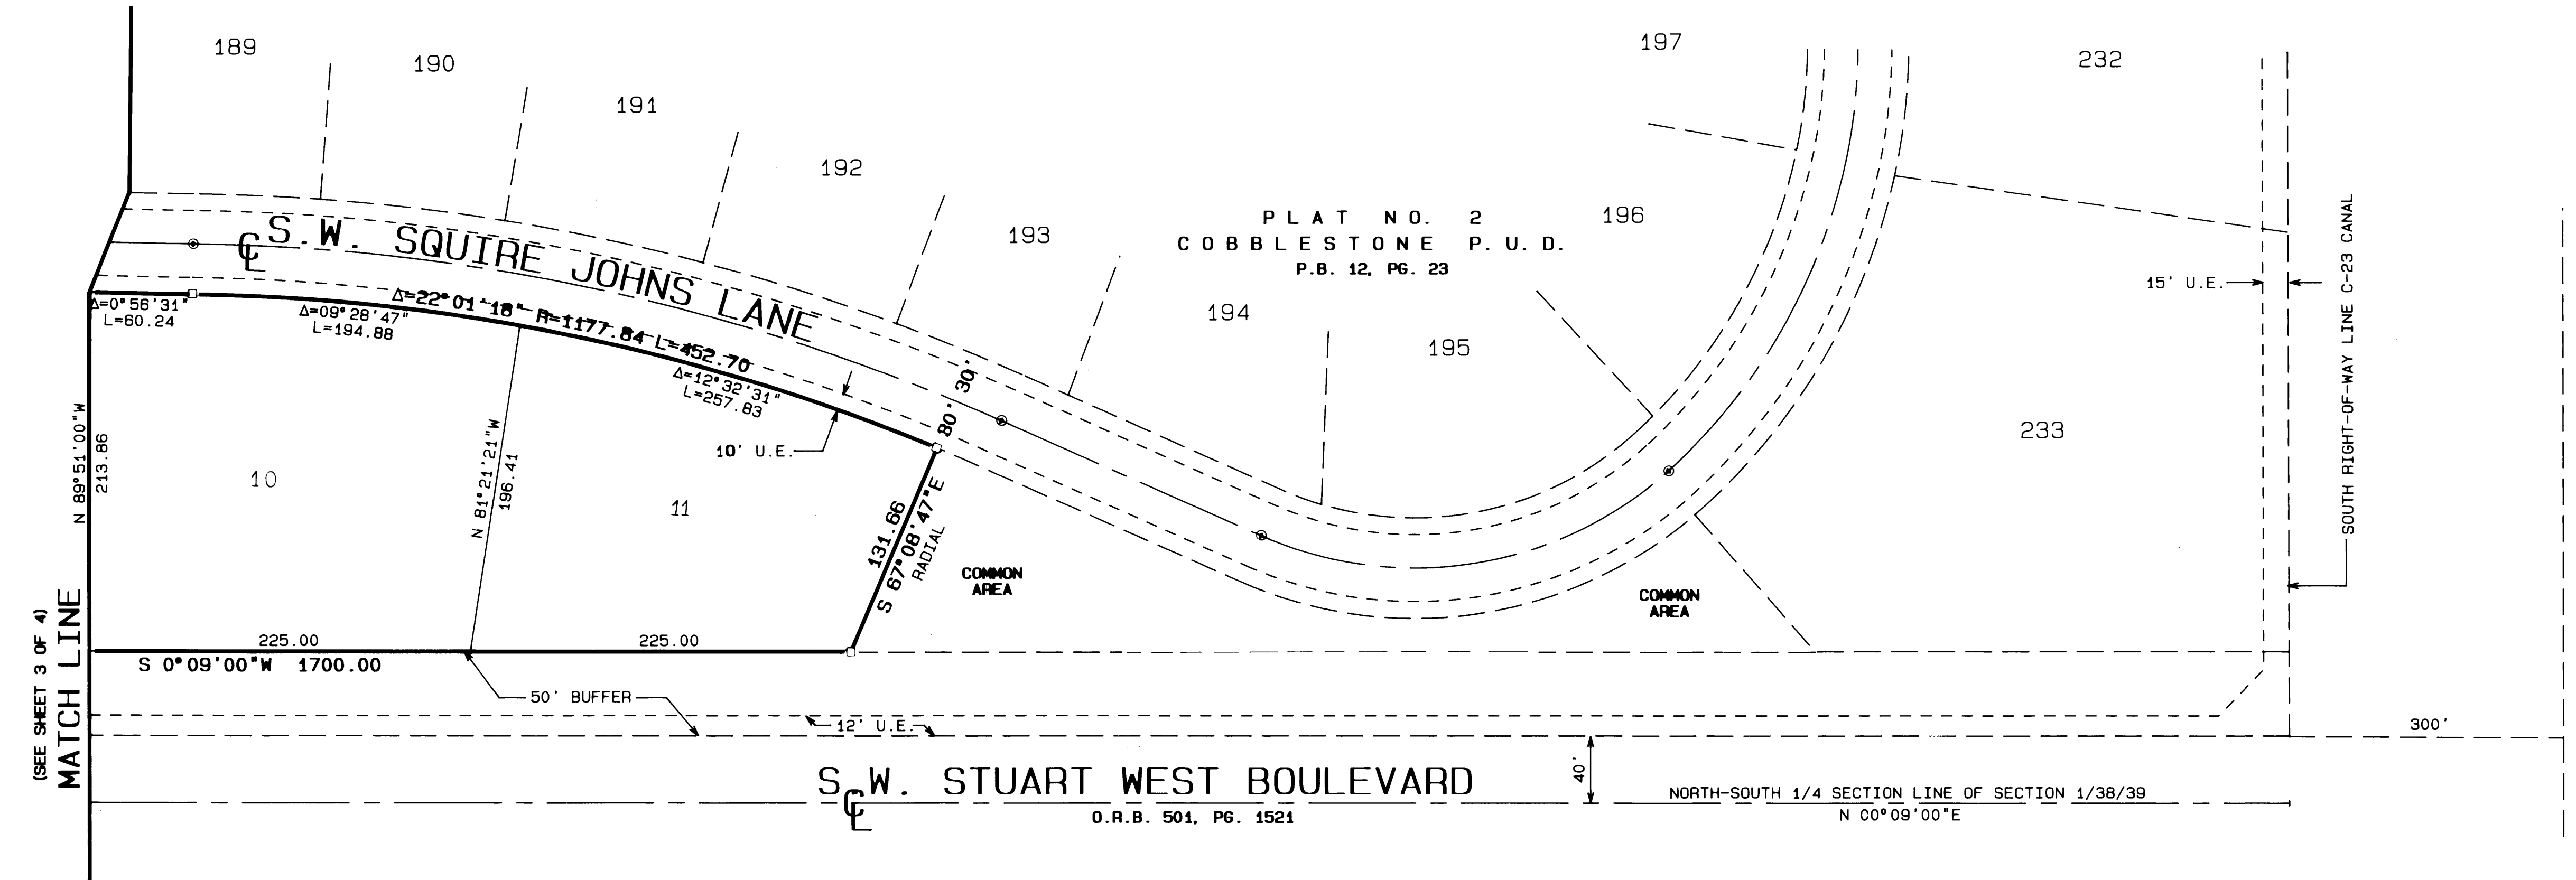 189
190
191
192
193
194
195
196
197
232
233
PLAT NO. 2
COBBLESTONE P.U.D.
P.B. 12, PG. 23
15' U.E.
SOUTH RIGHT-OF-WAY LINE C-23 CANAL
℄
S.W. SQUIRE JOHNS LANE
Δ=0°56'31"
L=60.24
Δ=09°28'47"
L=194.88
Δ=22°01'18" R=1177.84 L=452.70
Δ=12°32'31"
L=257.83
80' 30'
10' U.E.
N 89°51'00"W
213.86
10
N 81°21'21"W
196.41
11
131.66
S 67°08'47"E
RADIAL
COMMON
AREA
COMMON
AREA
225.00
225.00
S 0°09'00"W 1700.00
50' BUFFER
12' U.E.
(SEE SHEET 3 OF 4)
MATCH LINE
300'
40'
S.W. STUART WEST BOULEVARD
℄
O.R.B. 501, PG. 1521
NORTH-SOUTH 1/4 SECTION LINE OF SECTION 1/38/39
N 00°09'00"E